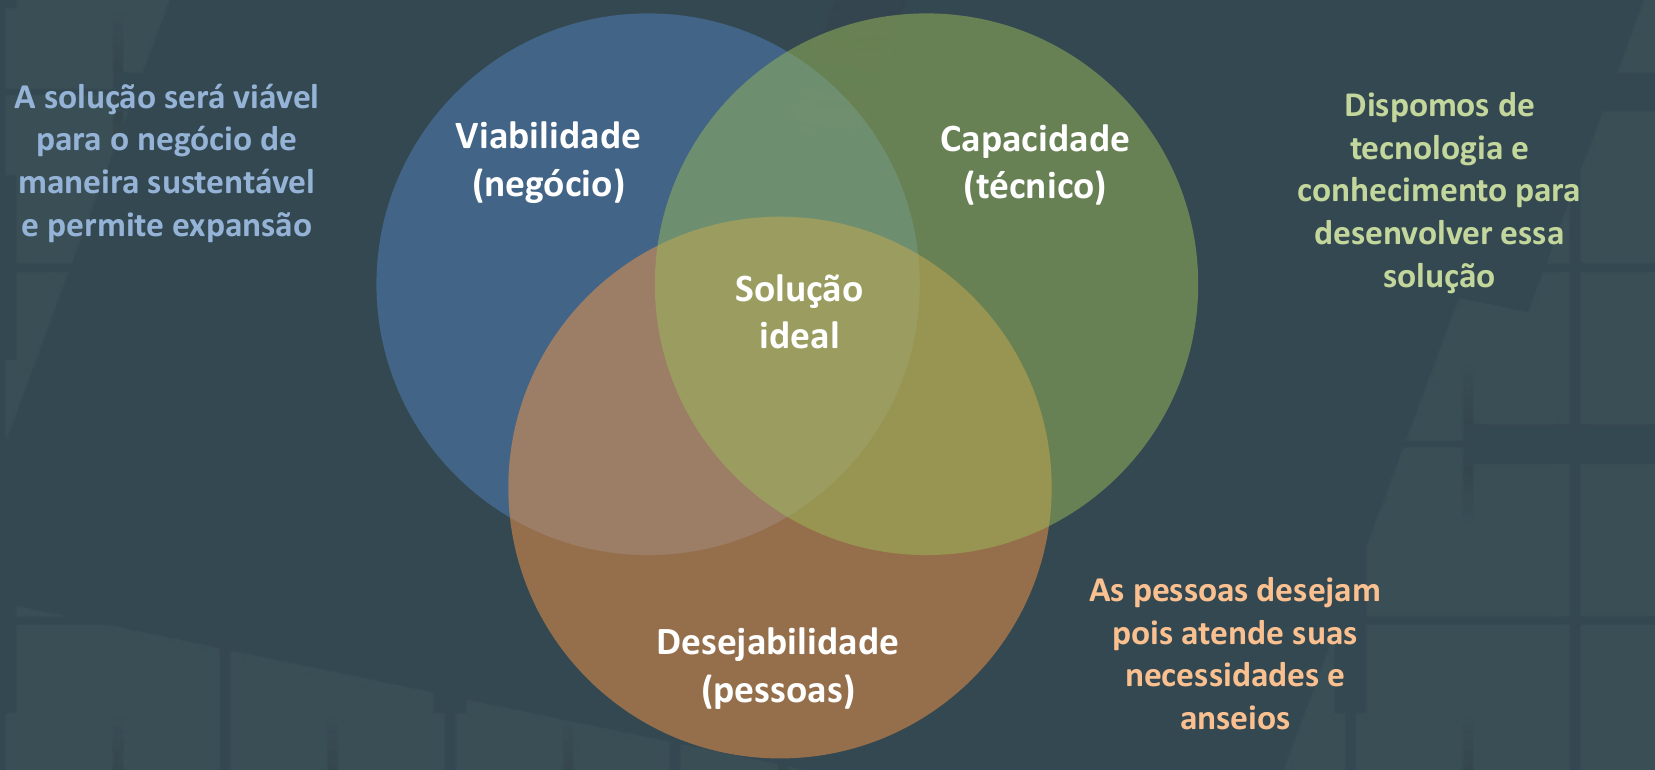 A solução será viável
para o negócio de
maneira sustentável
e permite expansão
Viabilidade
(negócio)
Capacidade
(técnico)
Dispomos de
tecnologia e
conhecimento para
desenvolver essa
solução
Solução
ideal
Desejabilidade
(pessoas)
As pessoas desejam
pois atende suas
necessidades e
anseios